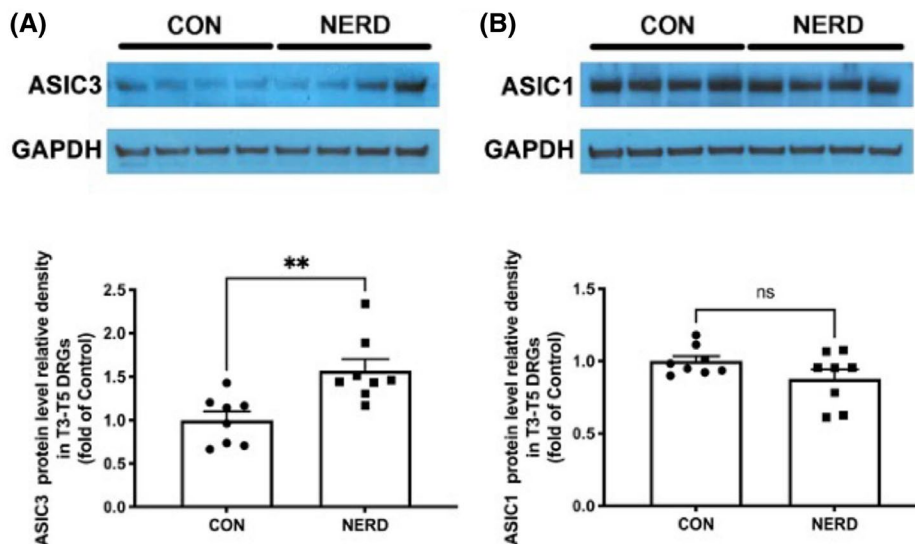 (A)
CON NERD
ASIC3
GAPDH
ASIC3 protein level relative density
in T3-T5 DRGs
(fold of Control)
2.5
2.0
1.5
1.0
0.5
0.0
**
CON NERD
(B)
CON NERD
ASIC1
GAPDH
ASIC1 protein level relative density
in T3-T5 DRGs
(fold of Control)
1.5
1.0
0.5
0.0
ns
CON NERD